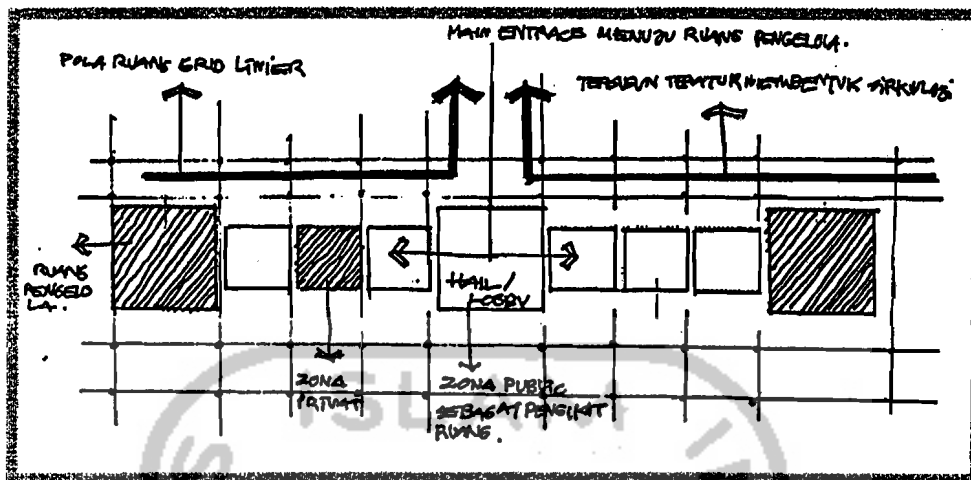 MAIN ENTRACE MENUJU RUANG PENGELOLA.
POLA RUANG GRID LINIER
TERSUSUN TERATUR MEMBENTUK SIRKULASI
RUANG
PENGELO
LA.
HALL/
LOBBY
ZONA
PRIVAT
ZONA PUBLIC
SEBAGAI PENGIKAT
RUANG.
ISLAM